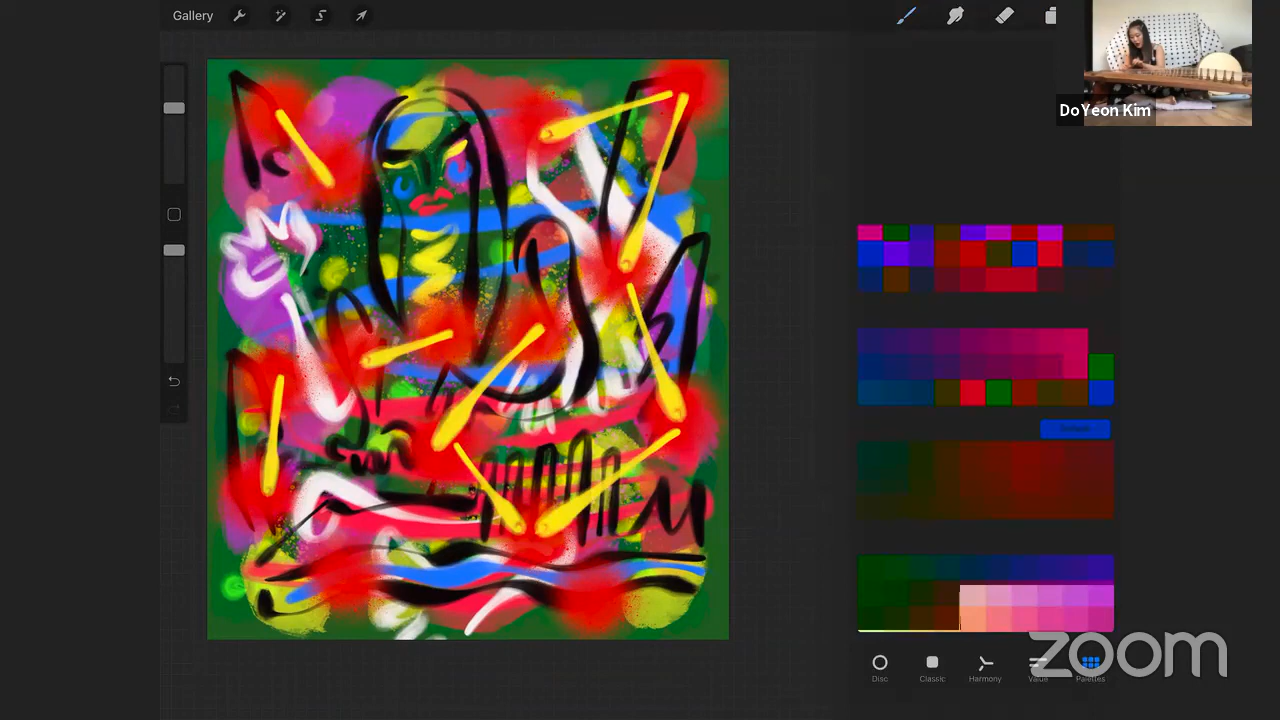 Gallery
DoYeon Kim
Disc
Classic
Harmony
Value
Palettes
zoom